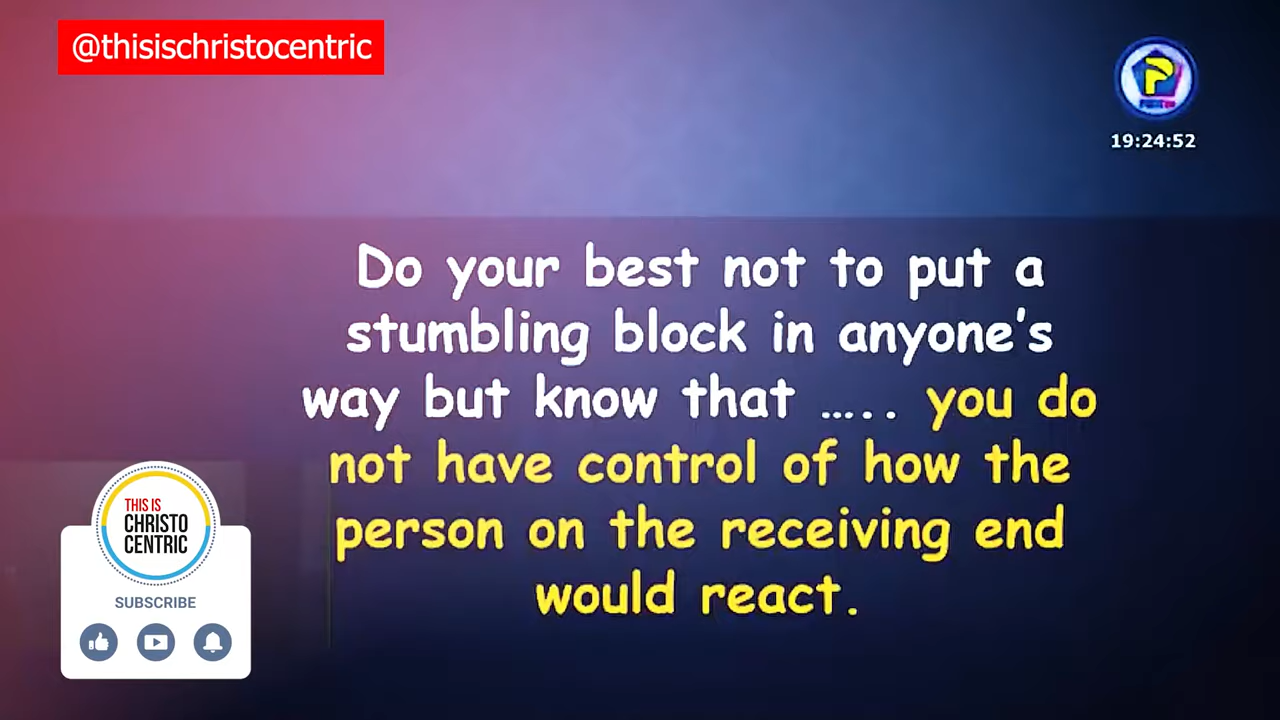 @thisischristocentric
19:24:52
Do your best not to put a
stumbling block in anyone's
way but know that ..... you do
not have control of how the
person on the receiving end
would react.
THIS IS
CHRISTO
CENTRIC
SUBSCRIBE